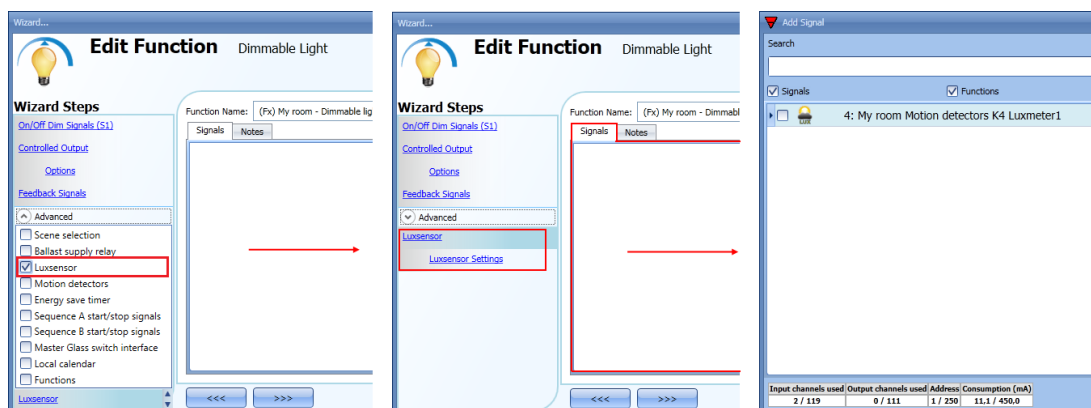 Wizard...
Edit Function Dimmable Light
Wizard Steps
On/Off Dim Signals (S1)
Controlled Output
Options
Feedback Signals
Advanced
Scene selection
Ballast supply relay
Luxsensor
Motion detectors
Energy save timer
Sequence A start/stop signals
Sequence B start/stop signals
Master Glass switch interface
Local calendar
Functions
Luxsensor
Function Name: (Fx) My room - Dimmable lig
Signals Notes
<<< >>>
Wizard...
Edit Function Dimmable Light
Wizard Steps
On/Off Dim Signals (S1)
Controlled Output
Options
Feedback Signals
Advanced
Luxsensor
Luxsensor Settings
Function Name: (Fx) My room - Dimmabl
Signals Notes
<<< >>>
Add Signal
Search
Signals Functions
LUX 4: My room Motion detectors K4 Luxmeter1
Input channels used Output channels used Address Consumption (mA)
2 / 119 0 / 111 1 / 250 11,1 / 450,0